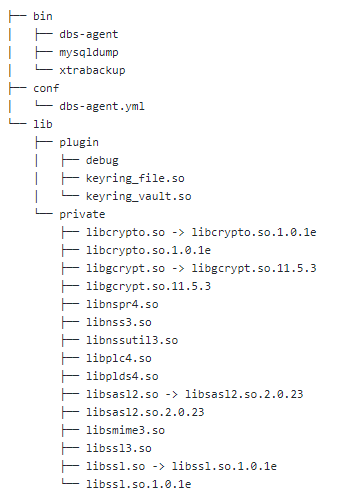 ├── bin
│   ├── dbs-agent
│   ├── mysqldump
│   └── xtrabackup
├── conf
│   └── dbs-agent.yml
└── lib
    ├── plugin
    │   ├── debug
    │   ├── keyring_file.so
    │   └── keyring_vault.so
    └── private
        ├── libcrypto.so -> libcrypto.so.1.0.1e
        ├── libcrypto.so.1.0.1e
        ├── libgcrypt.so -> libgcrypt.so.11.5.3
        ├── libgcrypt.so.11.5.3
        ├── libnspr4.so
        ├── libnss3.so
        ├── libnssutil3.so
        ├── libplc4.so
        ├── libplds4.so
        ├── libsasl2.so -> libsasl2.so.2.0.23
        ├── libsasl2.so.2.0.23
        ├── libsmime3.so
        ├── libssl3.so
        ├── libssl.so -> libssl.so.1.0.1e
        └── libssl.so.1.0.1e